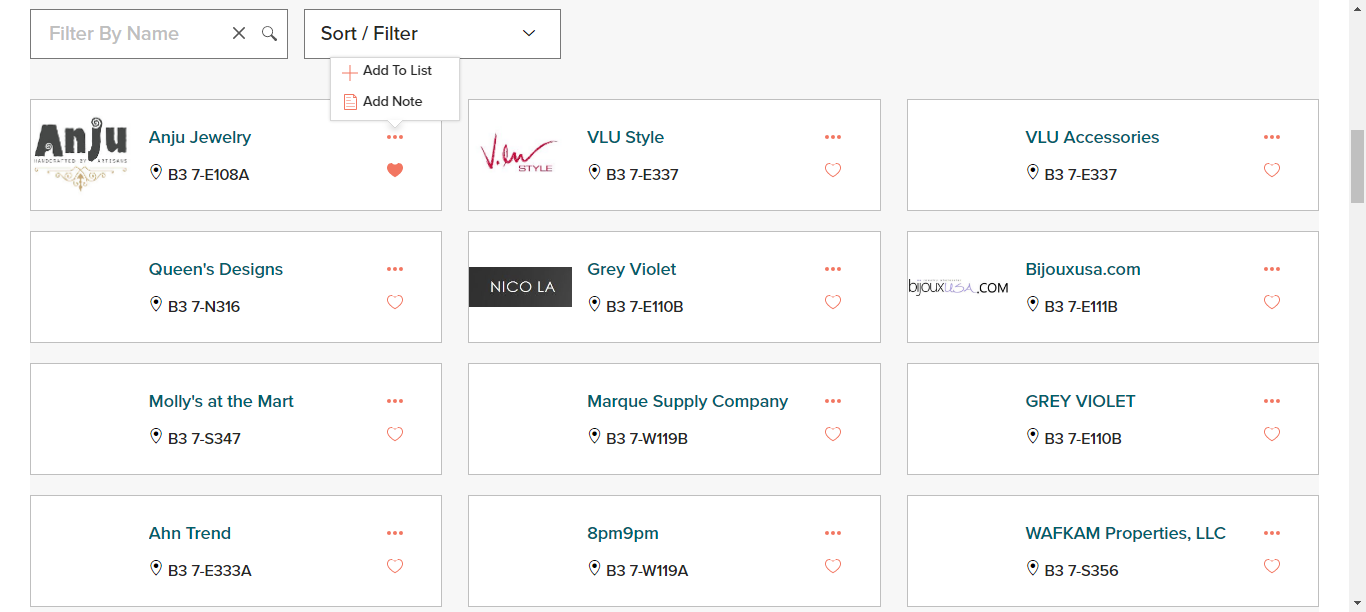 Filter By Name
Sort / Filter
Add To List
Add Note
Anju
HANDCRAFTED BY ARTISANS
Anju Jewelry
B3 7-E108A
V.lu
STYLE
VLU Style
B3 7-E337
VLU Accessories
B3 7-E337
Queen's Designs
B3 7-N316
NICO LA
Grey Violet
B3 7-E110B
bijouxusa.COM
Bijouxusa.com
B3 7-E111B
Molly's at the Mart
B3 7-S347
Marque Supply Company
B3 7-W119B
GREY VIOLET
B3 7-E110B
Ahn Trend
B3 7-E333A
8pm9pm
B3 7-W119A
WAFKAM Properties, LLC
B3 7-S356